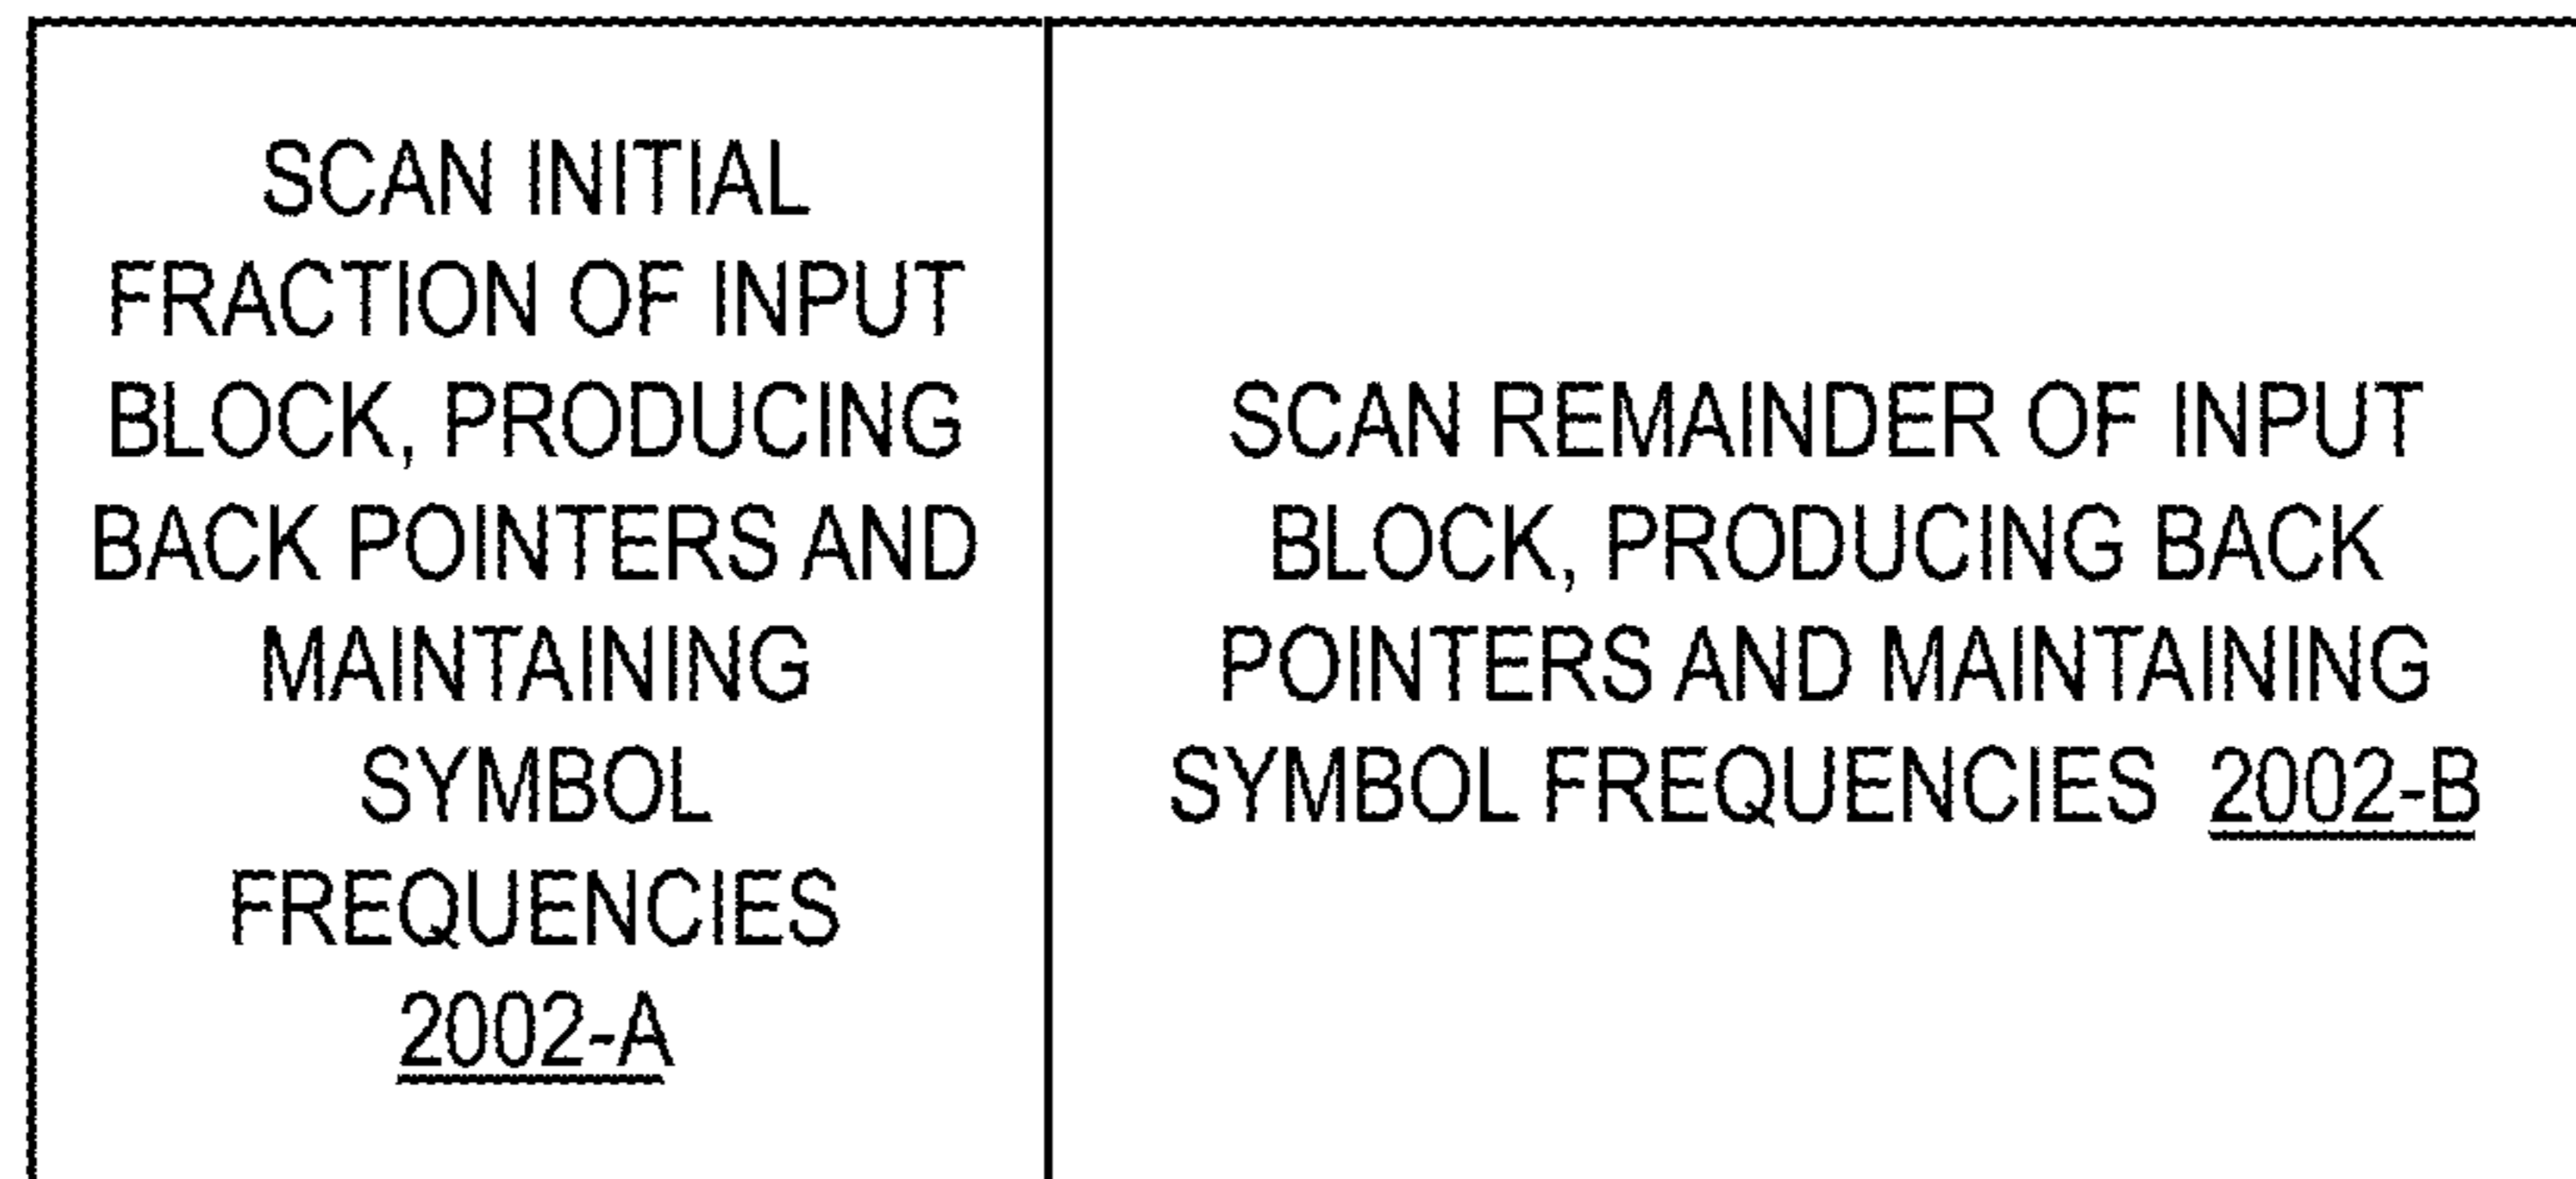 SCAN INITIAL
FRACTION OF INPUT
BLOCK, PRODUCING
BACK POINTERS AND
MAINTAINING
SYMBOL
FREQUENCIES
2002-A
SCAN REMAINDER OF INPUT
BLOCK, PRODUCING BACK
POINTERS AND MAINTAINING
SYMBOL FREQUENCIES 2002-B